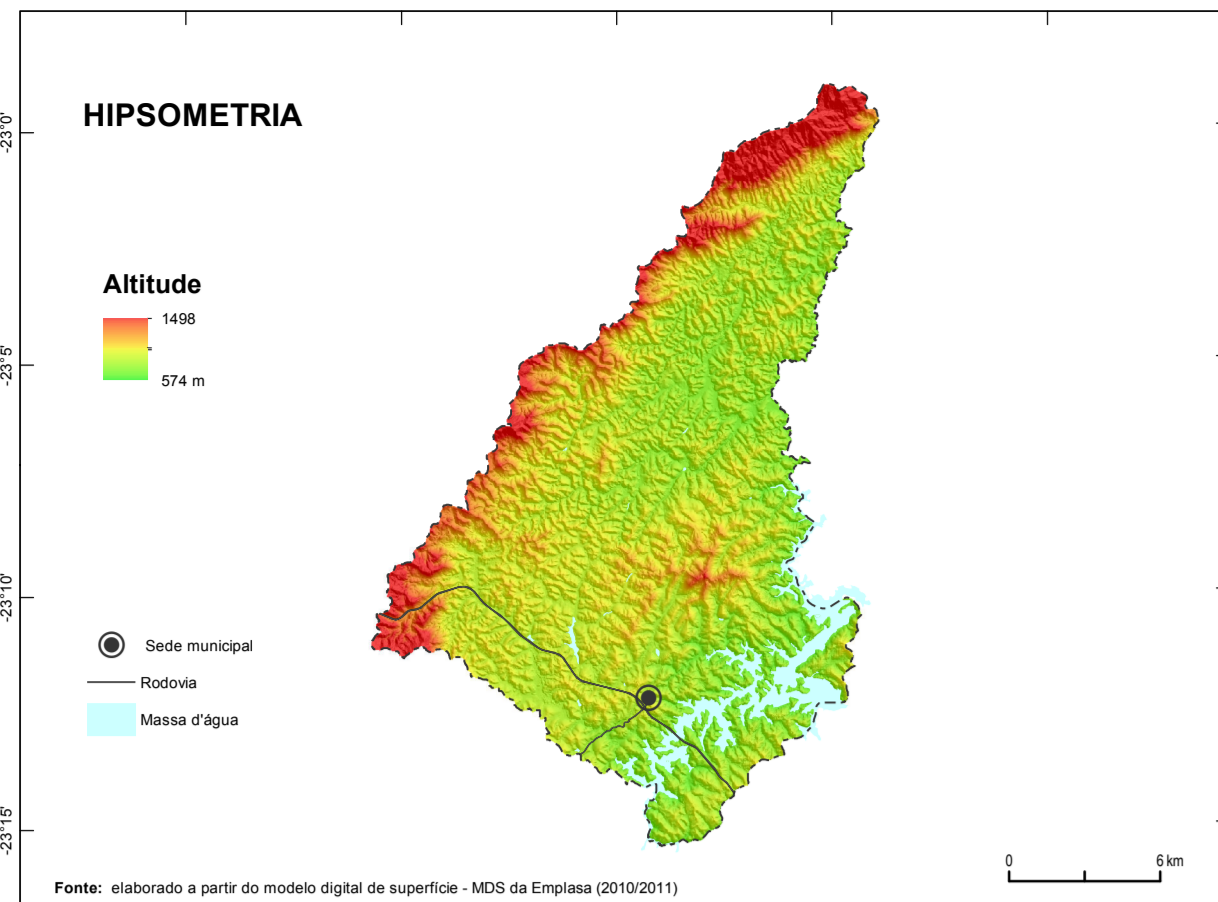 HIPSOMETRIA
-23°0'
Altitude
1498
574 m
-23°5'
-23°10'
Sede municipal
Rodovia
Massa d'água
-23°15'
0 6 km
Fonte: elaborado a partir do modelo digital de superfície - MDS da Emplasa (2010/2011)